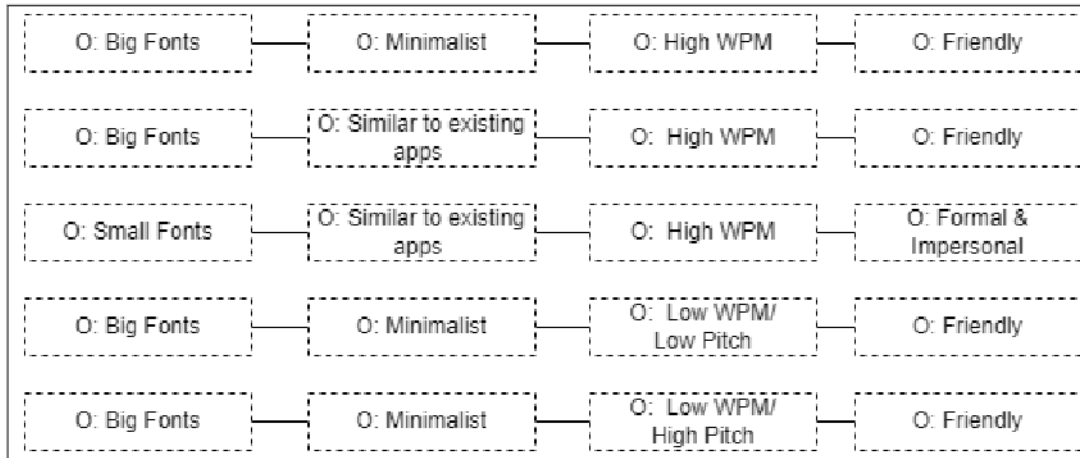 O: Big Fonts
O: Minimalist
O: High WPM
O: Friendly
O: Big Fonts
O: Similar to existing
apps
O: High WPM
O: Friendly
O: Small Fonts
O: Similar to existing
apps
O: High WPM
O: Formal &
Impersonal
O: Big Fonts
O: Minimalist
O: Low WPM/
Low Pitch
O: Friendly
O: Big Fonts
O: Minimalist
O: Low WPM/
High Pitch
O: Friendly